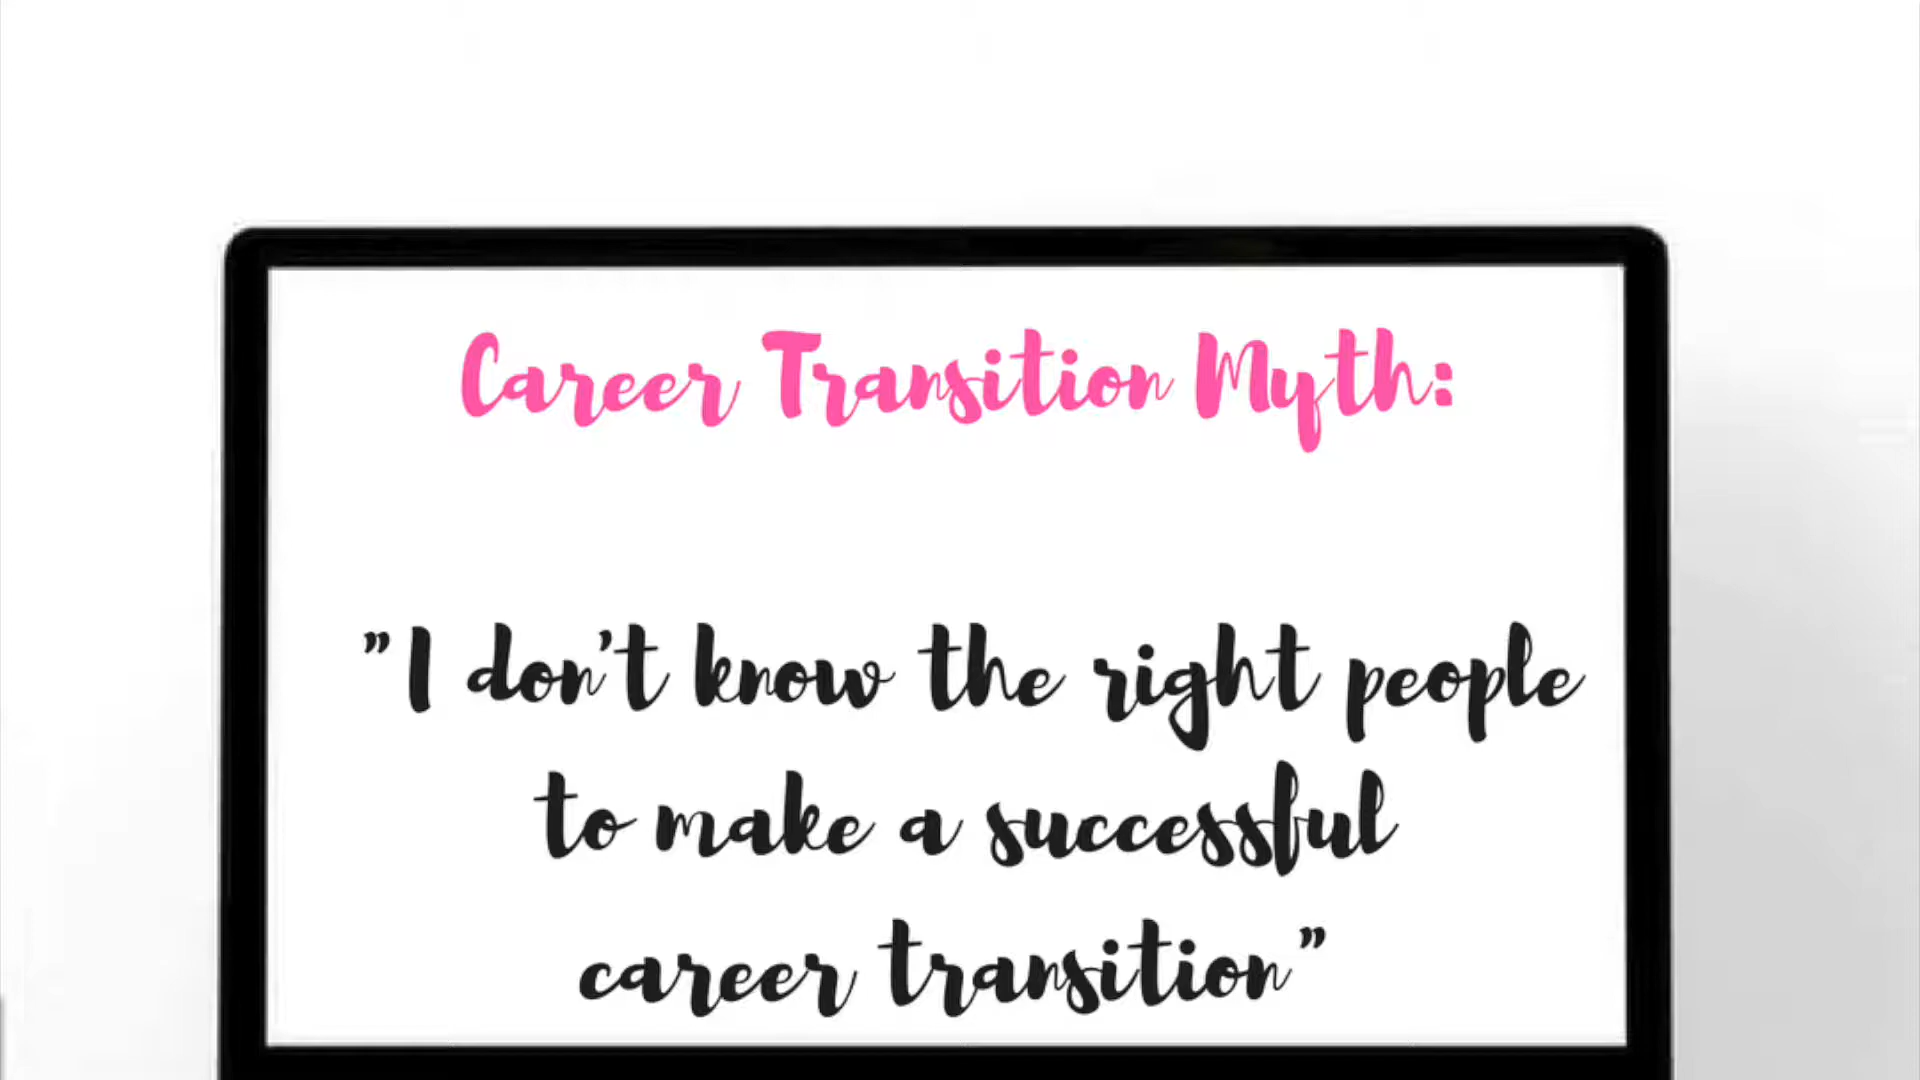 Career Transition Myth:
"I don't know the right people
to make a successful
career transition"